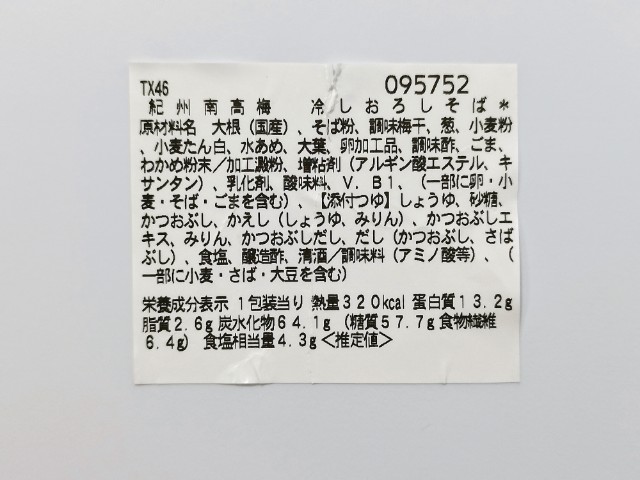 TX46 095752
紀州南高梅 冷しおろしそば*
原材料名 大根(国産)、そば粉、調味梅干、葱、小麦粉
、小麦たん白、水あめ、大葉、卵加工品、調味酢、ごま、
わかめ粉末/加工澱粉、増粘剤(アルギン酸エステル、キ
サンタン)、乳化剤、酸味料、V.B1、(一部に卵・小
麦・そば・ごまを含む)、【添付つゆ】しょうゆ、砂糖、
かつおぶし、かえし(しょうゆ、みりん)、かつおぶしエ
キス、みりん、かつおぶしだし、だし(かつおぶし、さば
ぶし)、食塩、醸造酢、清酒/調味料(アミノ酸等)、(
一部に小麦・さば・大豆を含む)
栄養成分表示 1包装当り 熱量320kcal 蛋白質13.2g
脂質2.6g 炭水化物64.1g (糖質57.7g 食物繊維
6.4g) 食塩相当量4.3g<推定値>